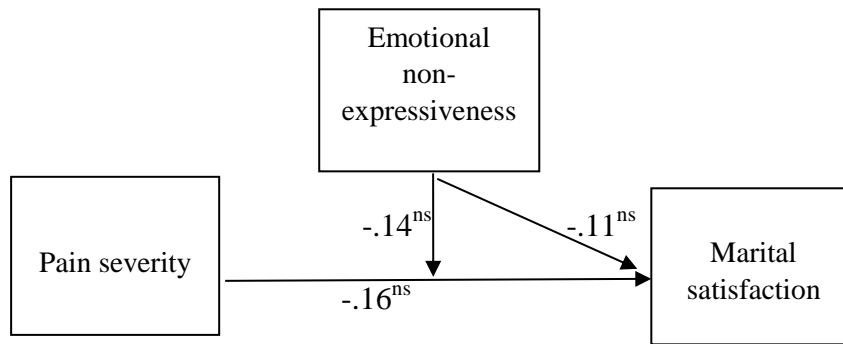 Emotional
non-
expressiveness
-.14ns
-.11ns
Pain severity
-.16ns
Marital
satisfaction